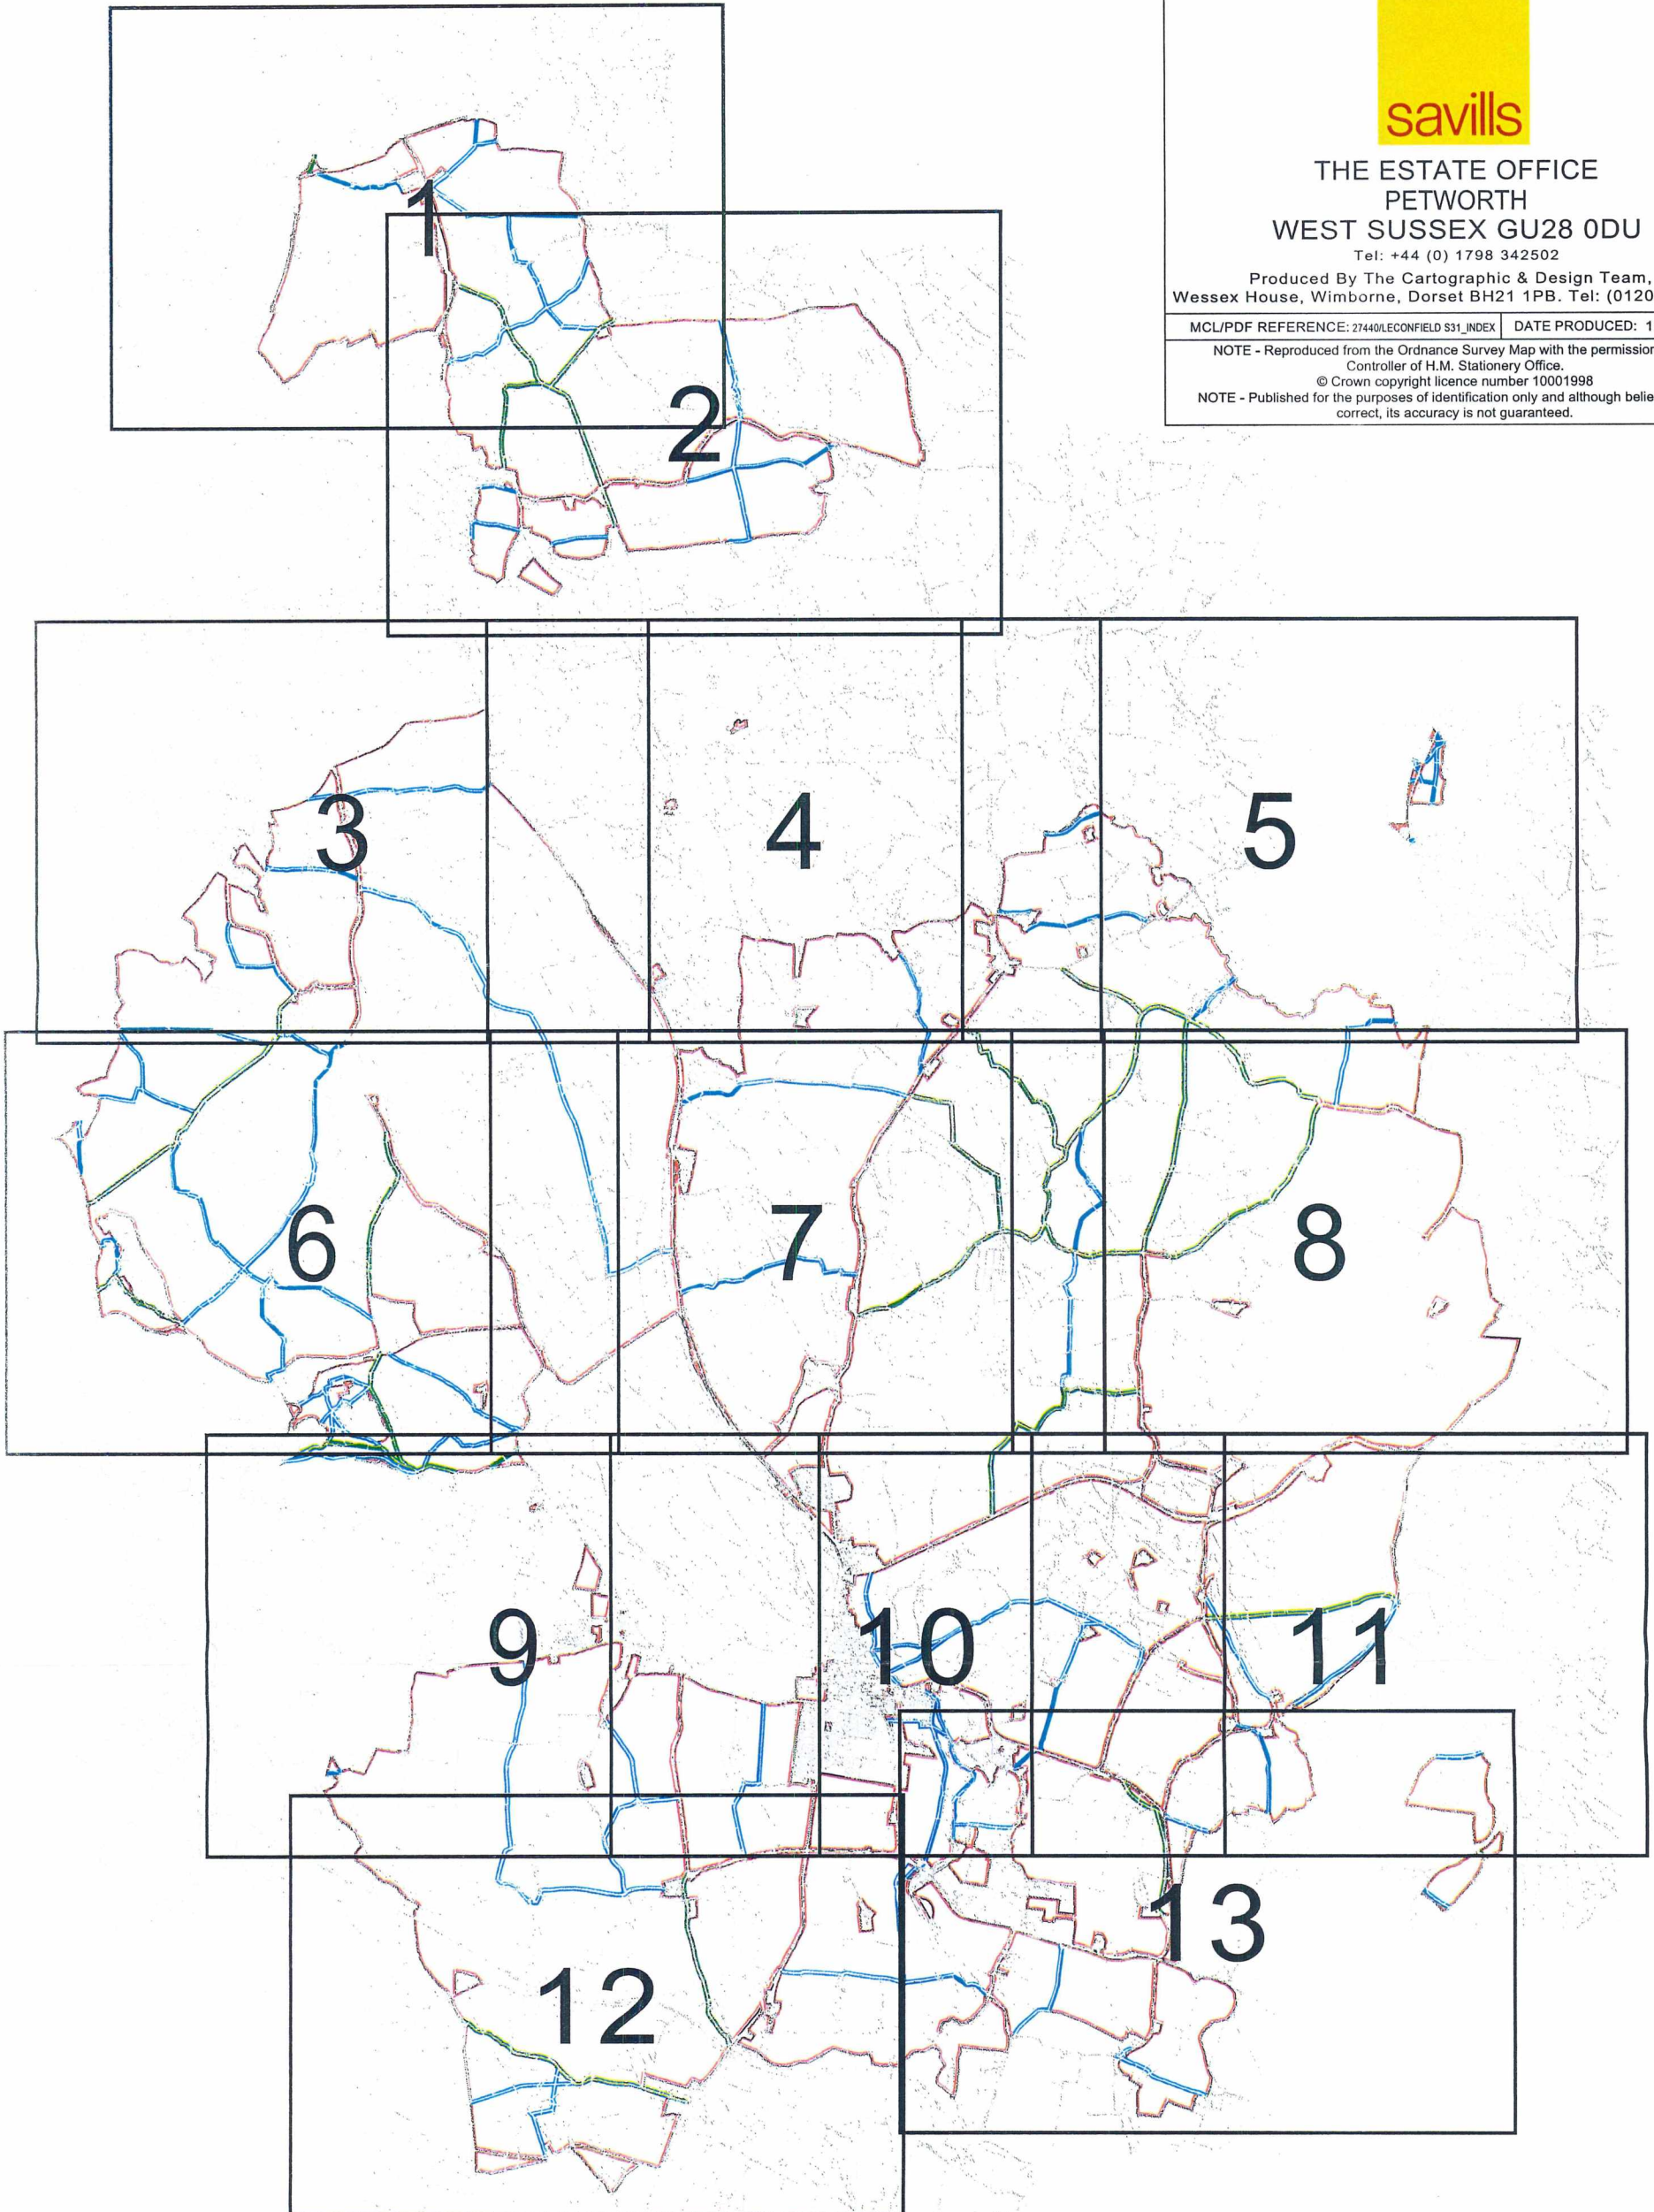 savills
THE ESTATE OFFICE
PETWORTH
WEST SUSSEX GU28 0DU
Tel: +44 (0) 1798 342502
Produced By The Cartographic & Design Team,
Wessex House, Wimborne, Dorset BH21 1PB. Tel: (0120
MCL/PDF REFERENCE: 27440/LECONFIELD S31_INDEX DATE PRODUCED: 1
NOTE - Reproduced from the Ordnance Survey Map with the permission
Controller of H.M. Stationery Office.
© Crown copyright licence number 10001998
NOTE - Published for the purposes of identification only and although belie
correct, its accuracy is not guaranteed.
1
2
3
4
5
6
7
8
9
10
11
12
13